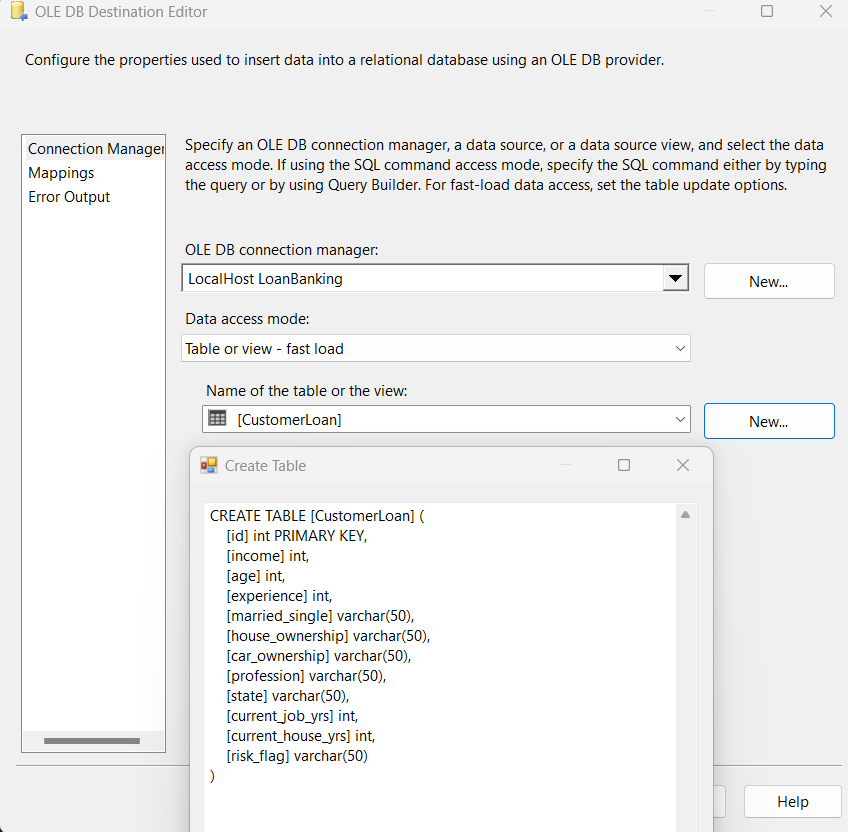 OLE DB Destination Editor
Configure the properties used to insert data into a relational database using an OLE DB provider.
Connection Manager
Mappings
Error Output
Specify an OLE DB connection manager, a data source, or a data source view, and select the data
access mode. If using the SQL command access mode, specify the SQL command either by typing
the query or by using Query Builder. For fast-load data access, set the table update options.
OLE DB connection manager:
LocalHost LoanBanking
New...
Data access mode:
Table or view - fast load
Name of the table or the view:
[CustomerLoan]
New...
Create Table
CREATE TABLE [CustomerLoan] (
[id] int PRIMARY KEY,
[income] int,
[age] int,
[experience] int,
[married_single] varchar(50),
[house_ownership] varchar(50),
[car_ownership] varchar(50),
[profession] varchar(50),
[state] varchar(50),
[current_job_yrs] int,
[current_house_yrs] int,
[risk_flag] varchar(50)
)
Help